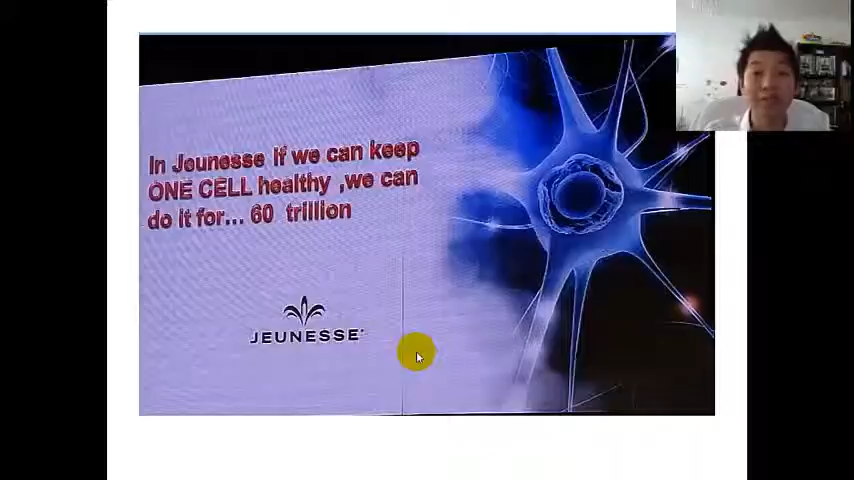 In Jeunesse if we can keep
ONE CELL healthy ,we can
do it for... 60 trillion
JEUNESSE